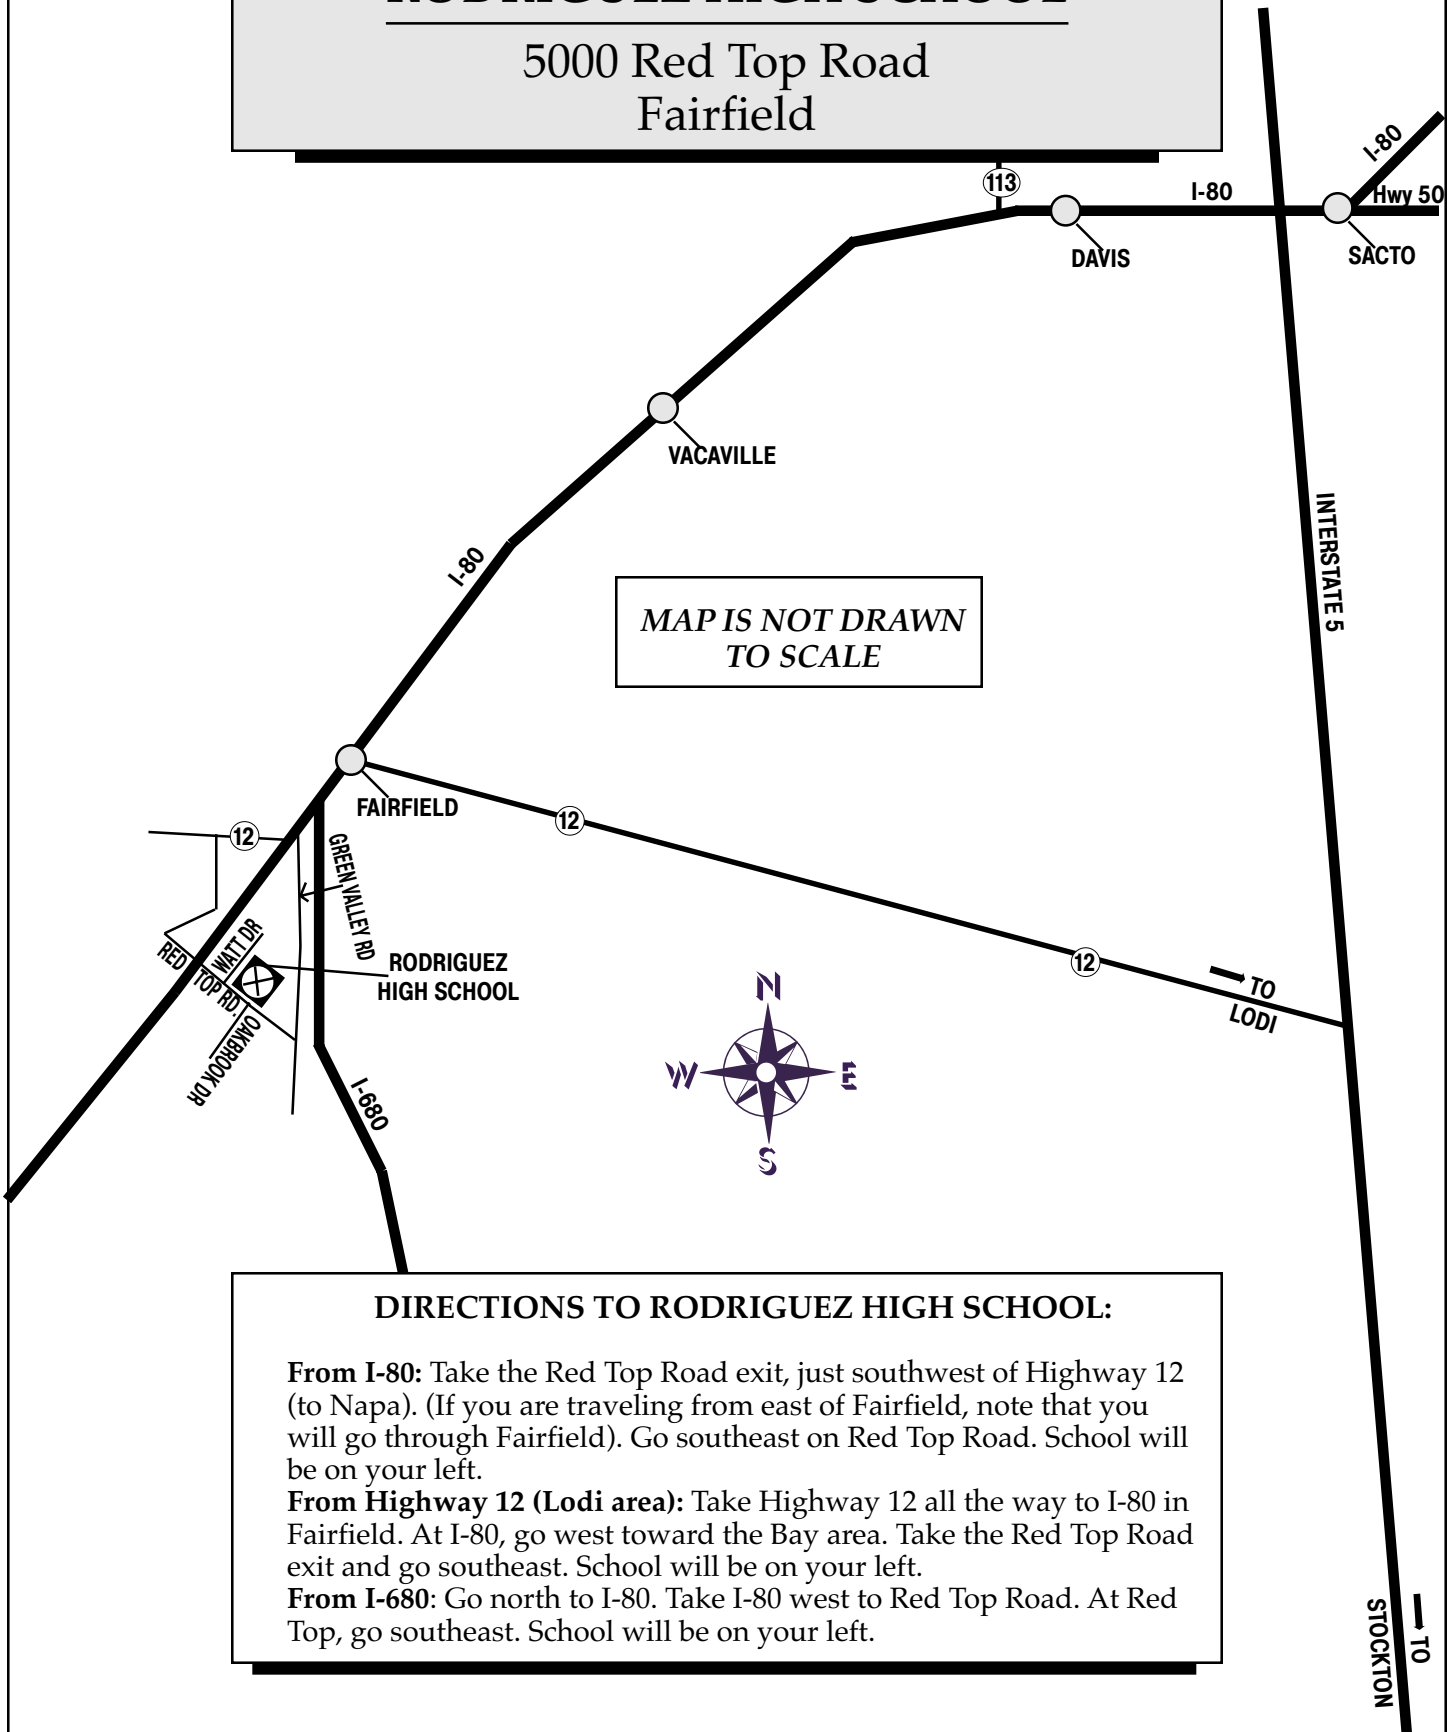 RODRIGUEZ HIGH SCHOOL
5000 Red Top Road
Fairfield
I-80
113
I-80
Hwy 50
DAVIS
SACTO
VACAVILLE
INTERSTATE 5
I-80
MAP IS NOT DRAWN
TO SCALE
FAIRFIELD
12
12
GREEN VALLEY RD
WATT DR
RED TOP RD.
RODRIGUEZ
HIGH SCHOOL
12
TO
LODI
OAKBROOK DR
I-680
N
W
E
S
DIRECTIONS TO RODRIGUEZ HIGH SCHOOL:
From I-80: Take the Red Top Road exit, just southwest of Highway 12
(to Napa). (If you are traveling from east of Fairfield, note that you
will go through Fairfield). Go southeast on Red Top Road. School will
be on your left.
From Highway 12 (Lodi area): Take Highway 12 all the way to I-80 in
Fairfield. At I-80, go west toward the Bay area. Take the Red Top Road
exit and go southeast. School will be on your left.
From I-680: Go north to I-80. Take I-80 west to Red Top Road. At Red
Top, go southeast. School will be on your left.
TO
STOCKTON